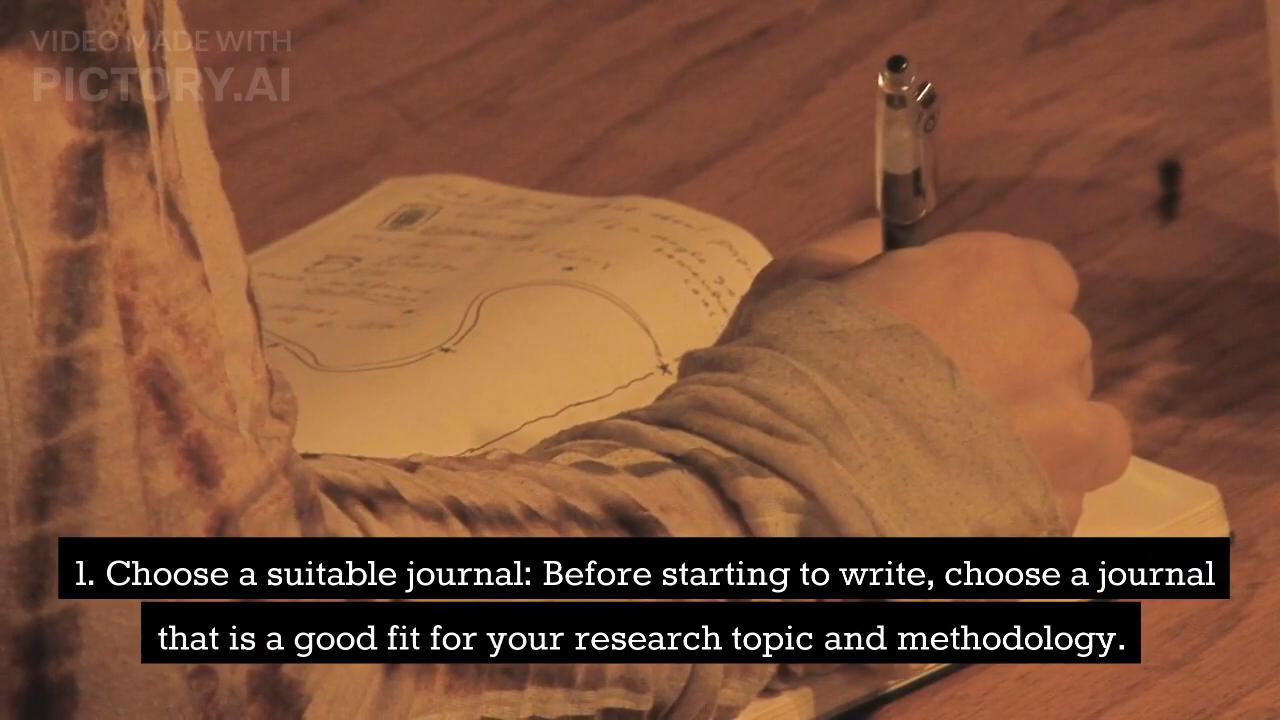 VIDEO MADE WITH
PICTORY.AI
1. Choose a suitable journal: Before starting to write, choose a journal
that is a good fit for your research topic and methodology.